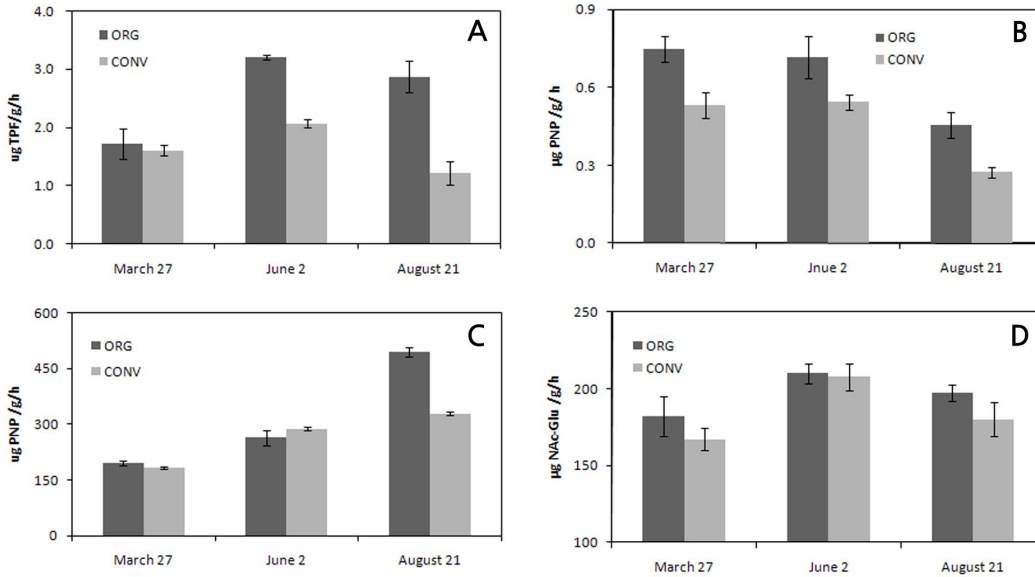 A
4.0
3.0
2.0
1.0
0.0
ug TPF/g/h
ORG
CONV
March 27 June 2 August 21
B
0.9
0.6
0.3
0.0
µg PNP /g/ h
ORG
CONV
March 27 Jnue 2 August 21
C
600
450
300
150
0
ug PNP /g/h
ORG
CONV
March 27 June 2 August 21
D
250
200
150
100
µg NAc-Glu /g/h
ORG
CONV
March 27 June 2 August 21